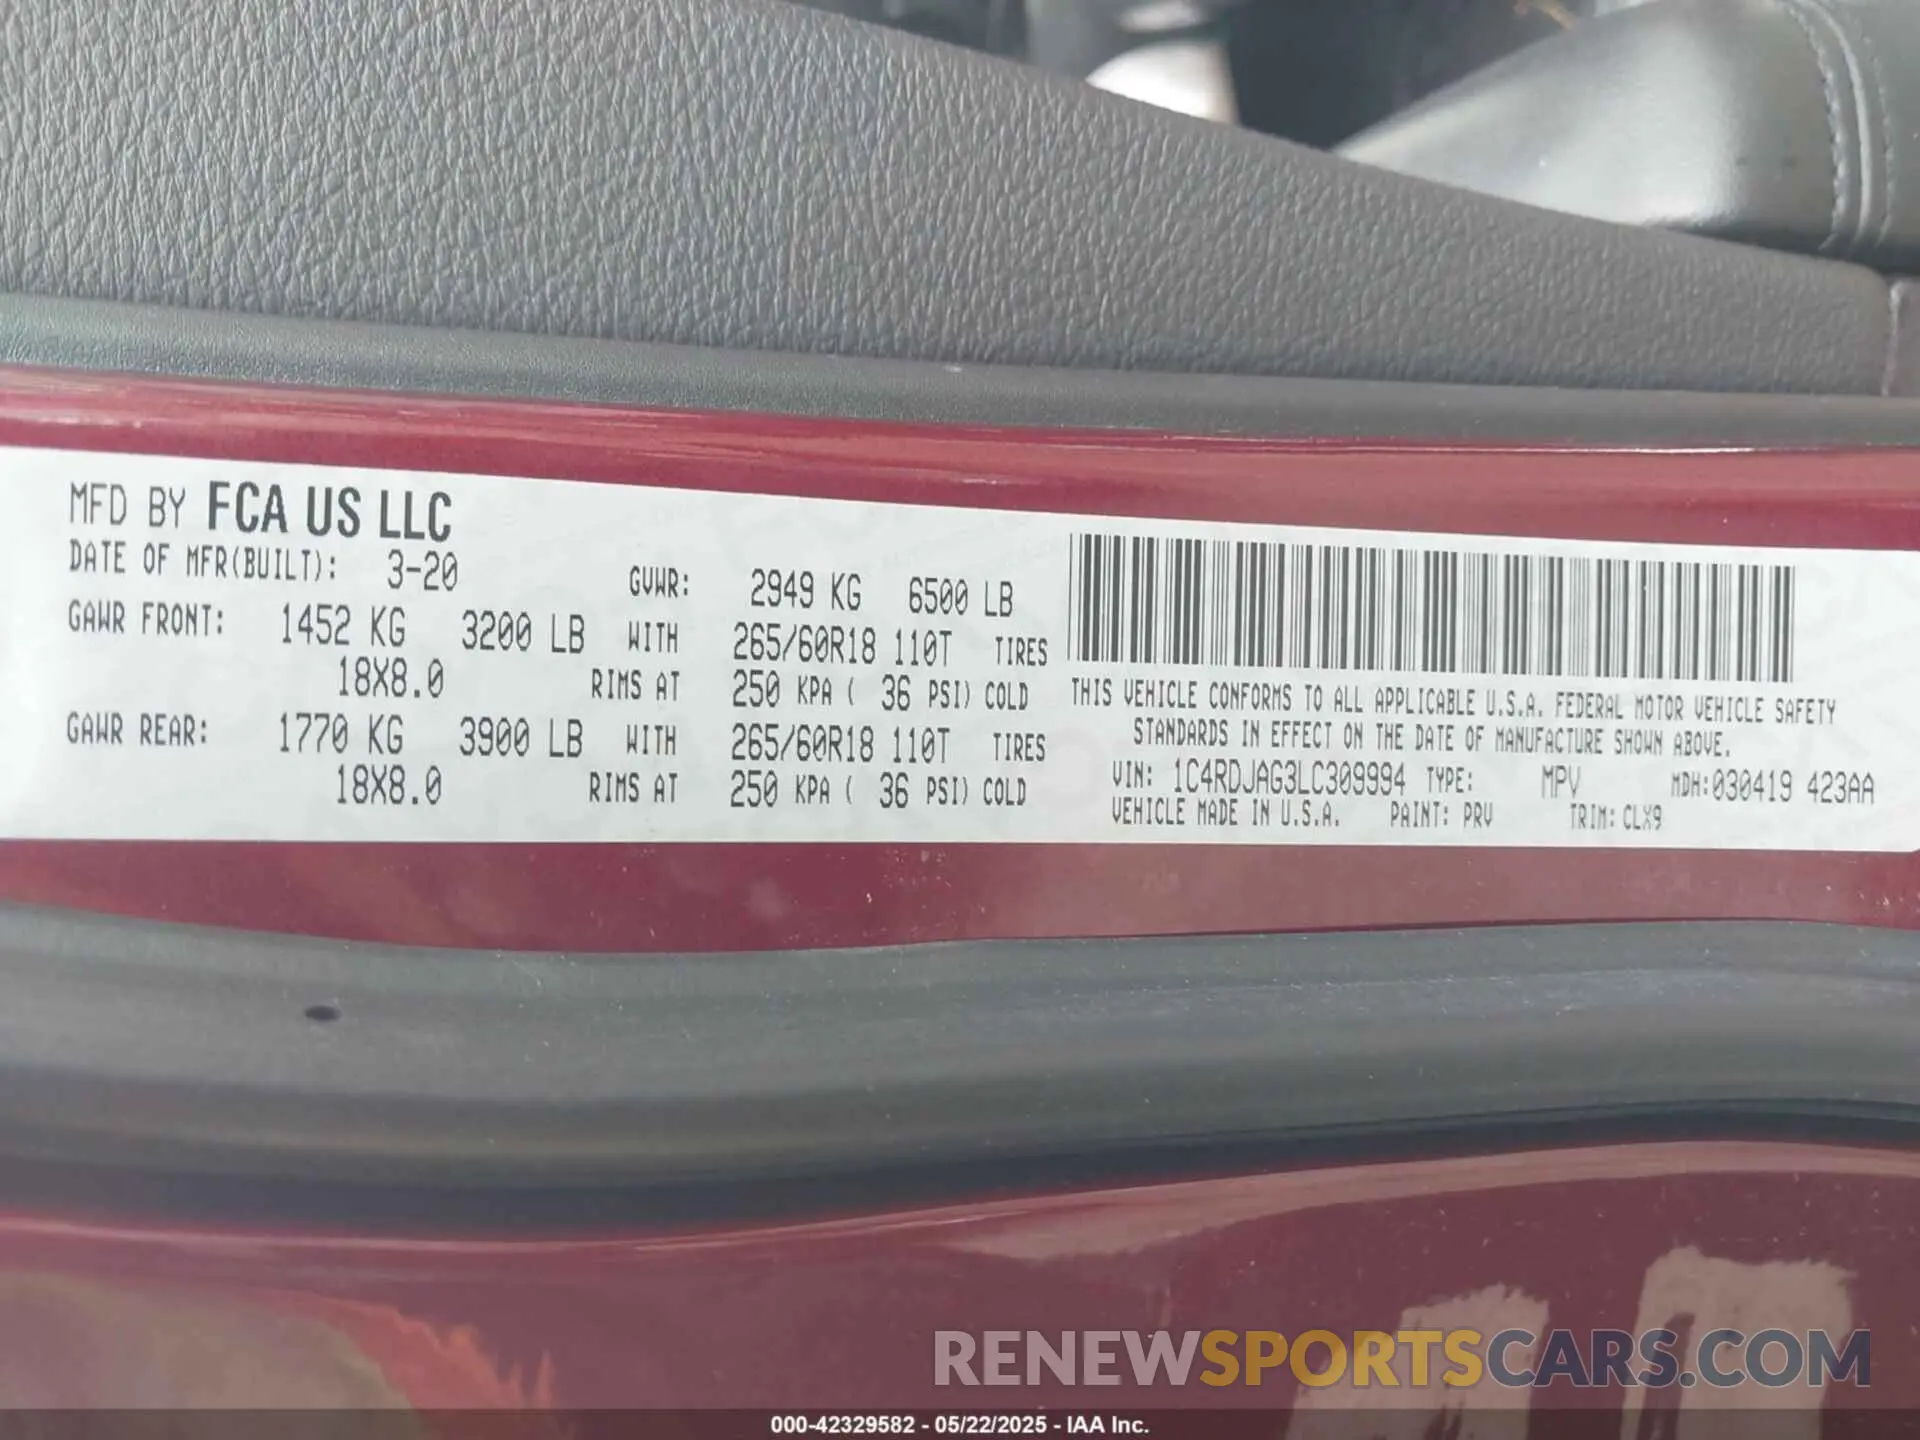 MFD BY FCA US LLC
DATE OF MFR(BUILT): 3-20 GVWR: 2949 KG 6500 LB
GAWR FRONT: 1452 KG 3200 LB WITH 265/60R18 110T TIRES
18X8.0 RIMS AT 250 KPA ( 36 PSI) COLD
GAWR REAR: 1770 KG 3900 LB WITH 265/60R18 110T TIRES
18X8.0 RIMS AT 250 KPA ( 36 PSI) COLD
THIS VEHICLE CONFORMS TO ALL APPLICABLE U.S.A. FEDERAL MOTOR VEHICLE SAFETY
STANDARDS IN EFFECT ON THE DATE OF MANUFACTURE SHOWN ABOVE.
VIN: 1C4RDJAG3LC309994 TYPE: MPV MDH:030419 423AA
VEHICLE MADE IN U.S.A. PAINT: PRV TRIM: CLX9
RENEWSPORTSCARS.COM
000-42329582 - 05/22/2025 - IAA Inc.